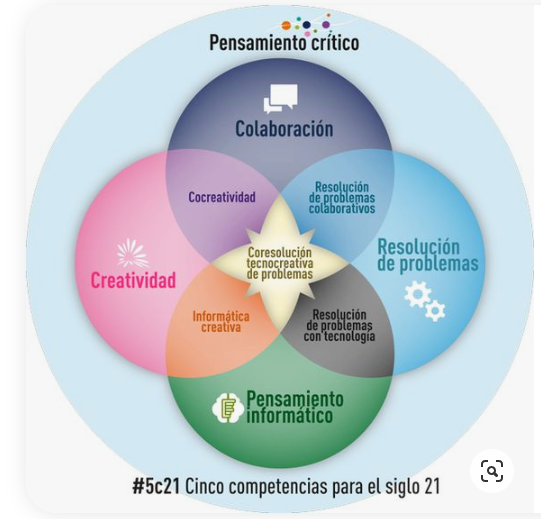 Pensamiento crítico
Colaboración
Cocreatividad
Resolución
de problemas
colaborativos
Creatividad
Coresolución
tecnocreativa
de problemas
Resolución
de problemas
Informática
creativa
Resolución
de problemas
con tecnología
Pensamiento
informático
#5c21 Cinco competencias para el siglo 21